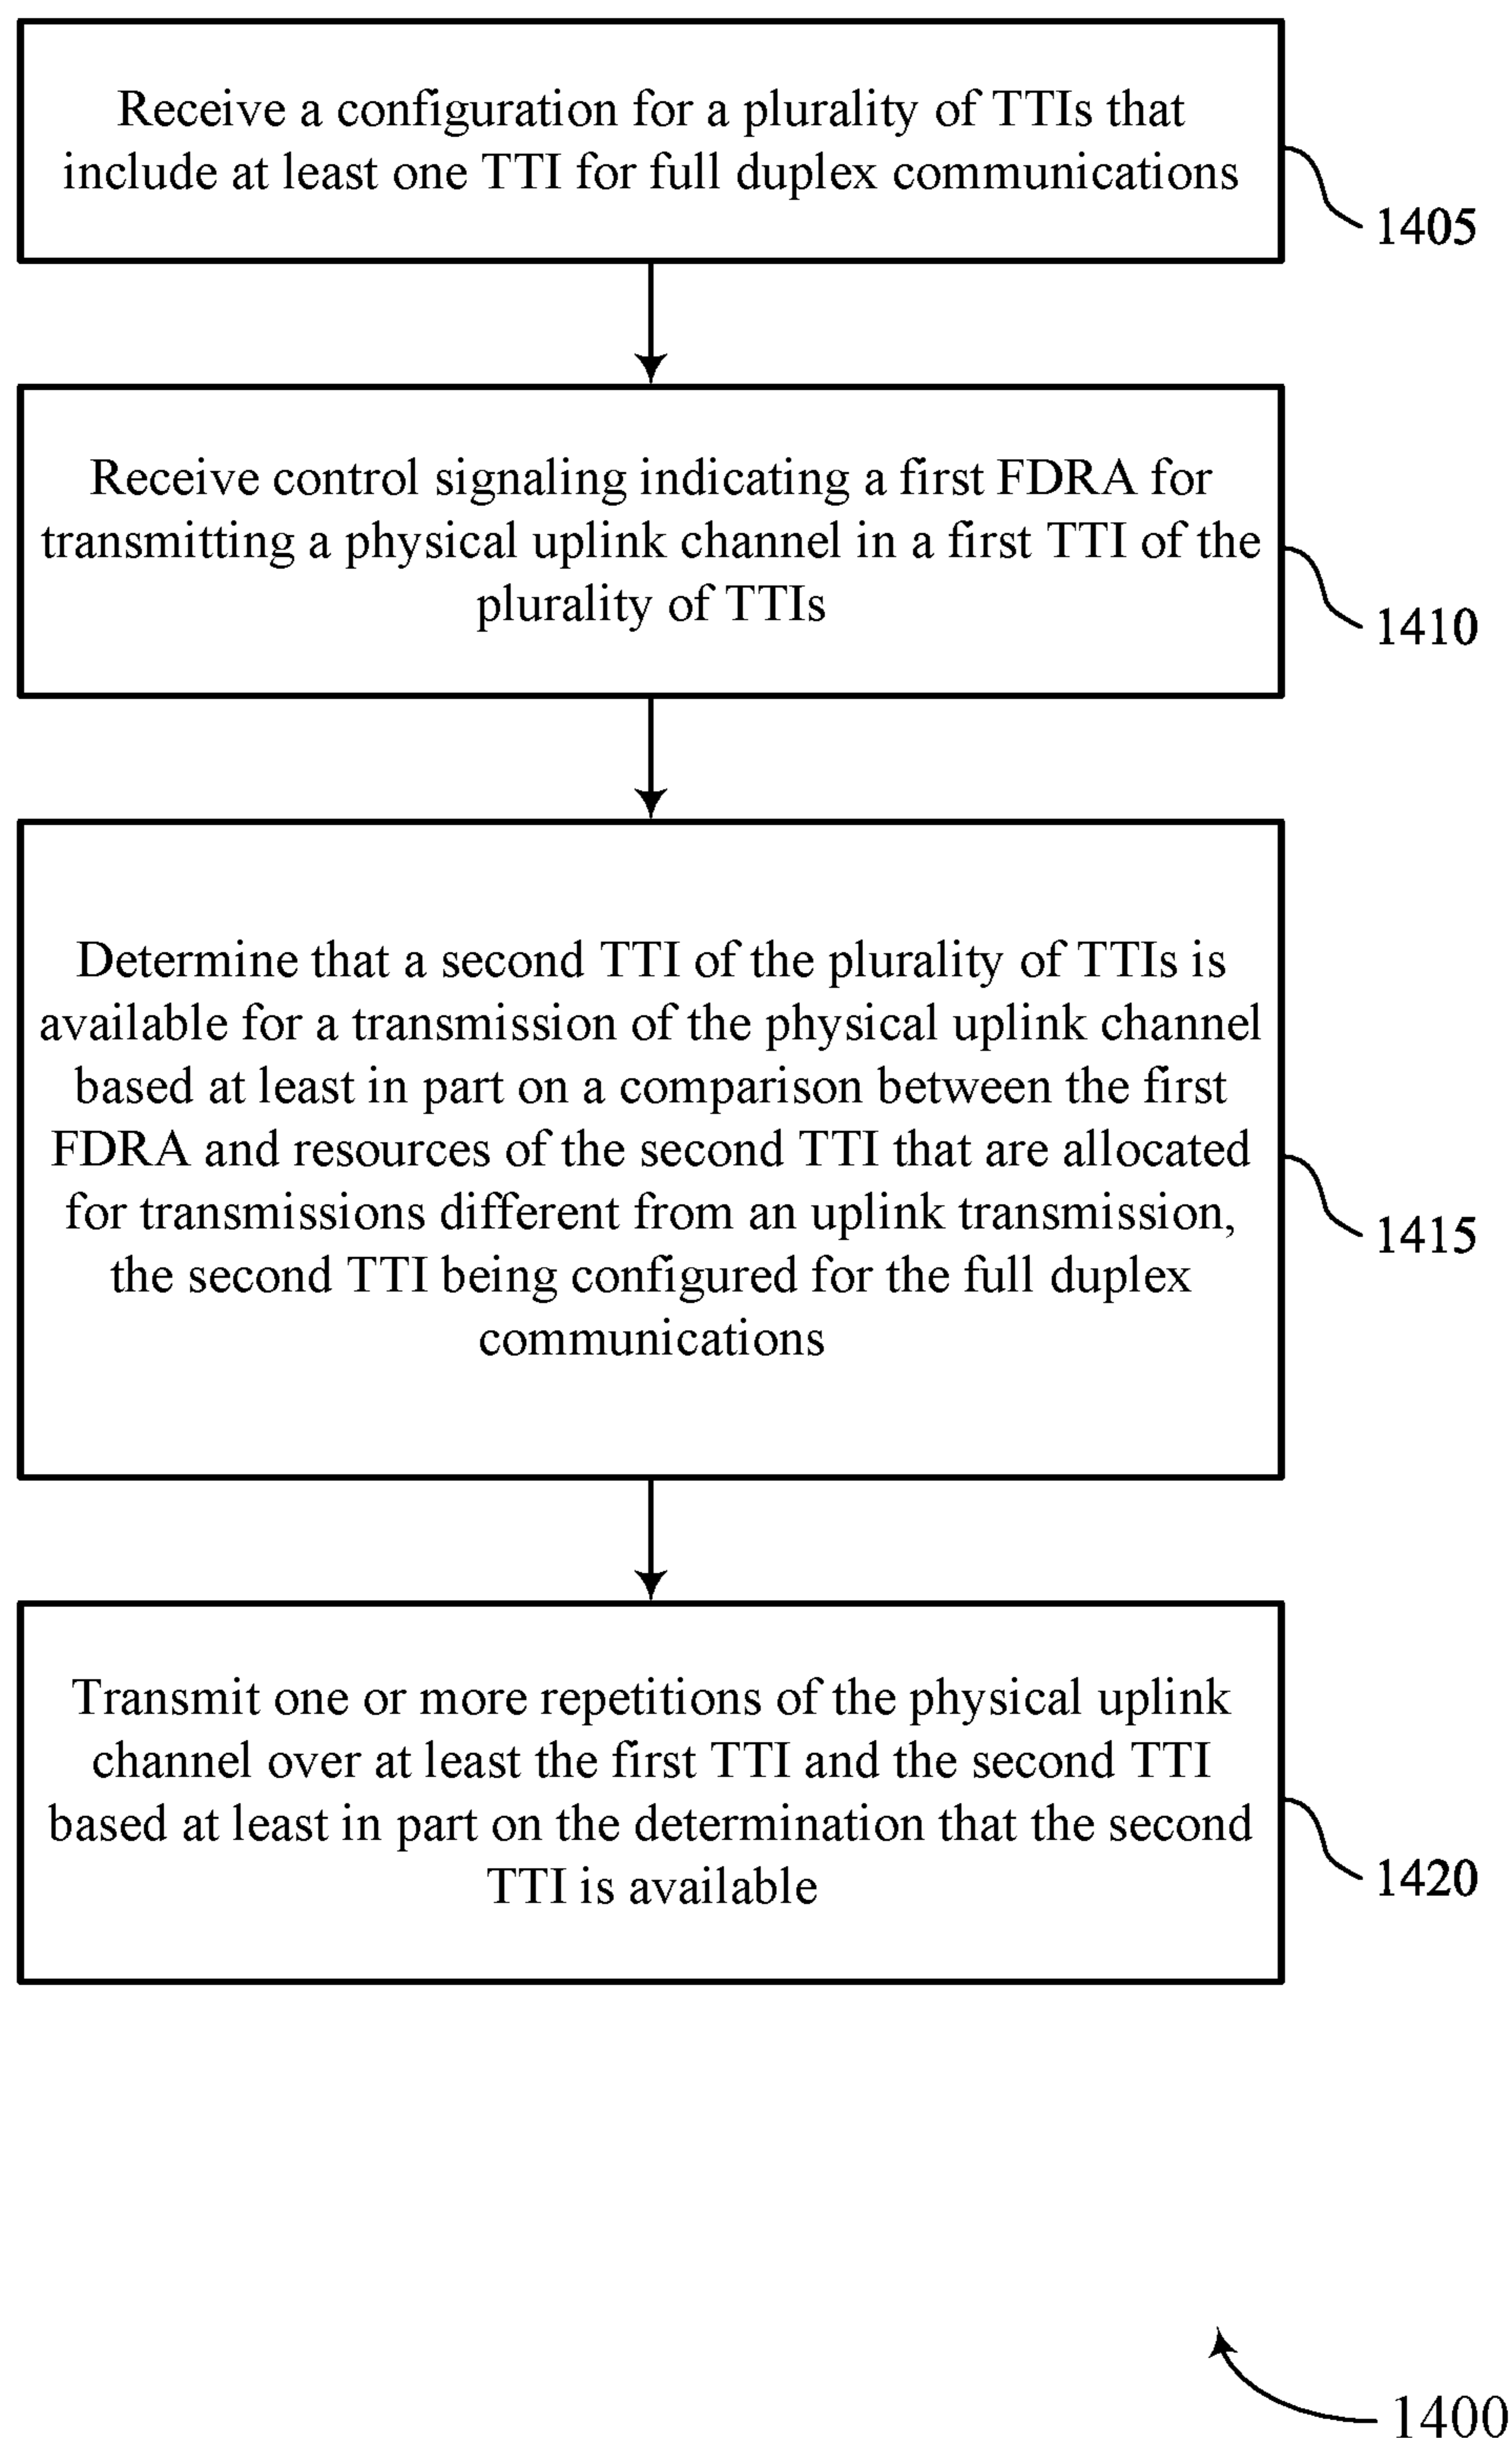 Receive a configuration for a plurality of TTIs that
include at least one TTI for full duplex communications
1405
Receive control signaling indicating a first FDRA for
transmitting a physical uplink channel in a first TTI of the
plurality of TTIs
1410
Determine that a second TTI of the plurality of TTIs is
available for a transmission of the physical uplink channel
based at least in part on a comparison between the first
FDRA and resources of the second TTI that are allocated
for transmissions different from an uplink transmission,
the second TTI being configured for the full duplex
communications
1415
Transmit one or more repetitions of the physical uplink
channel over at least the first TTI and the second TTI
based at least in part on the determination that the second
TTI is available
1420
1400